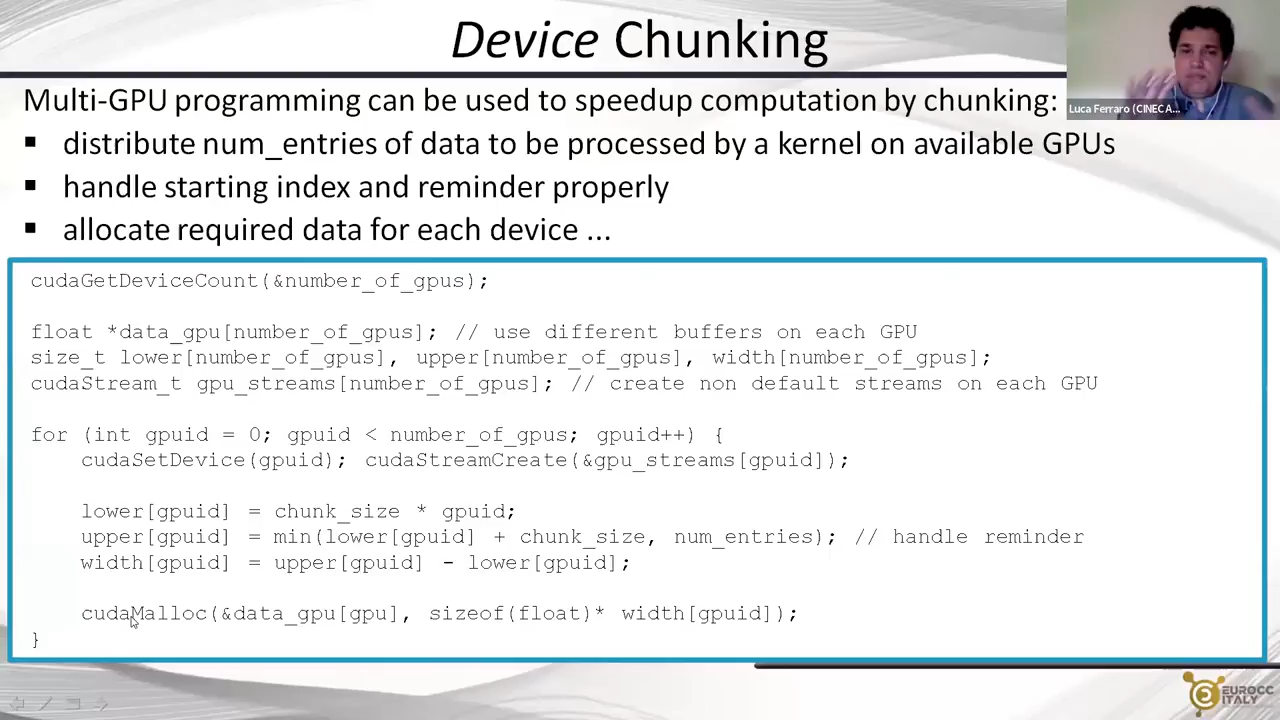 Device Chunking
Luca Ferraro (CINECA...
Multi-GPU programming can be used to speedup computation by chunking:
▪ distribute num_entries of data to be processed by a kernel on available GPUs
▪ handle starting index and reminder properly
▪ allocate required data for each device ...
cudaGetDeviceCount(&number_of_gpus);
float *data_gpu[number_of_gpus]; // use different buffers on each GPU
size_t lower[number_of_gpus], upper[number_of_gpus], width[number_of_gpus];
cudaStream_t gpu_streams[number_of_gpus]; // create non default streams on each GPU
for (int gpuid = 0; gpuid < number_of_gpus; gpuid++) {
cudaSetDevice(gpuid); cudaStreamCreate(&gpu_streams[gpuid]);
lower[gpuid] = chunk_size * gpuid;
upper[gpuid] = min(lower[gpuid] + chunk_size, num_entries); // handle reminder
width[gpuid] = upper[gpuid] - lower[gpuid];
cudaMalloc(&data_gpu[gpu], sizeof(float)* width[gpuid]);
}
EUROCC
ITALY